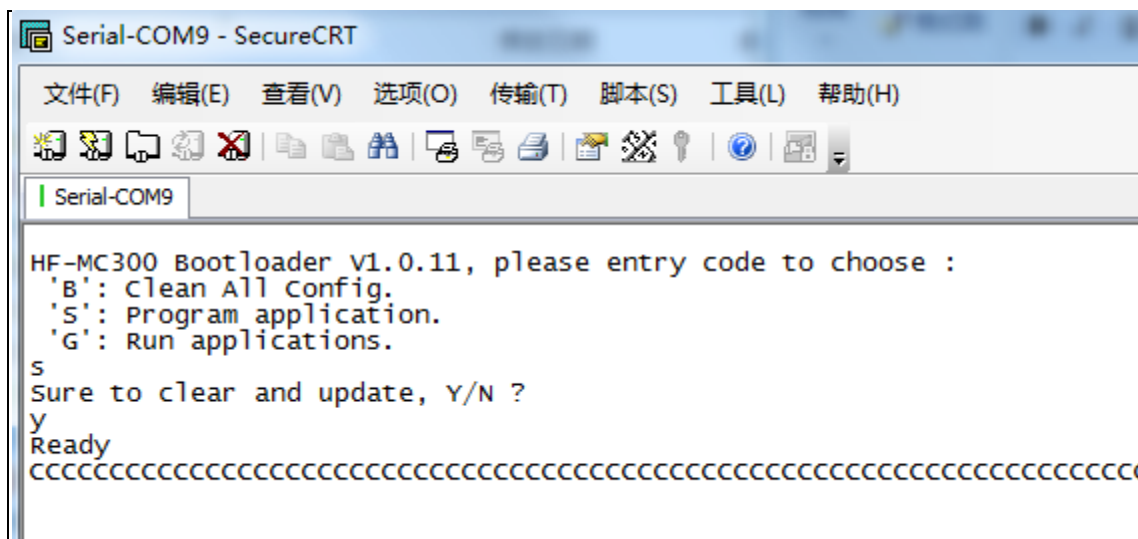 Serial-COM9 - SecureCRT
文件(F) 编辑(E) 查看(V) 选项(O) 传输(T) 脚本(S) 工具(L) 帮助(H)
Serial-COM9
HF-MC300 Bootloader V1.0.11, please entry code to choose :
'B': Clean All Config.
'S': Program application.
'G': Run applications.
s
Sure to clear and update, Y/N ?
y
Ready
CCCCCCCCCCCCCCCCCCCCCCCCCCCCCCCCCCCCCCCCCCCCCCCCCCCCCCCCCCCCCCCCCCCCC